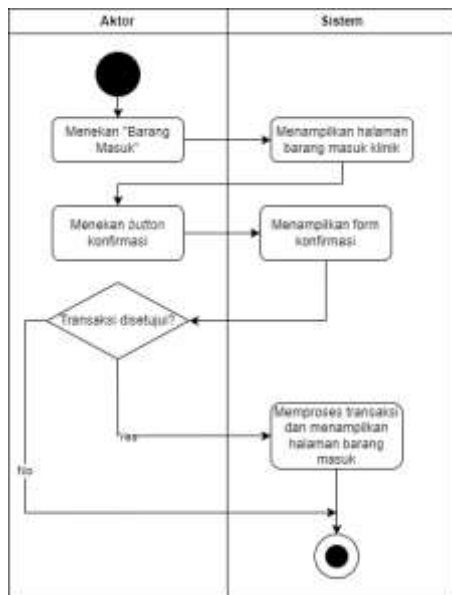 Aktor
Sistem
Menekan "Barang
Masuk"
Menampilkan halaman
barang masuk klinik
Menekan button
konfirmasi
Menampilkan form
konfirmasi
Transaksi disetujui?
Yes
Memproses transaksi
dan menampilkan
halaman barang
masuk
No